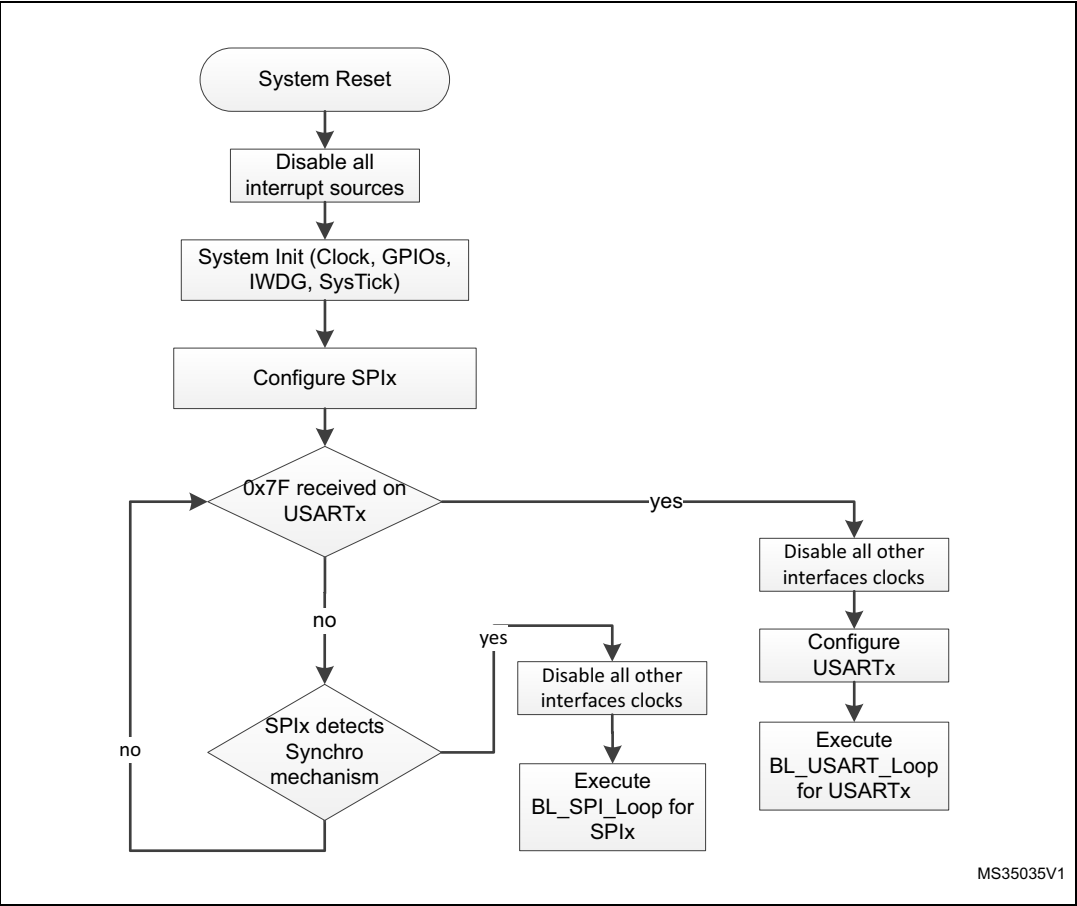 System Reset
Disable all
interrupt sources
System Init (Clock, GPIOs,
IWDG, SysTick)
Configure SPIx
0x7F received on
USARTx
yes
Disable all other
interfaces clocks
Configure
USARTx
Execute
BL_USART_Loop
for USARTx
no
SPIx detects
Synchro
mechanism
yes
Disable all other
interfaces clocks
Execute
BL_SPI_Loop for
SPIx
no
MS35035V1